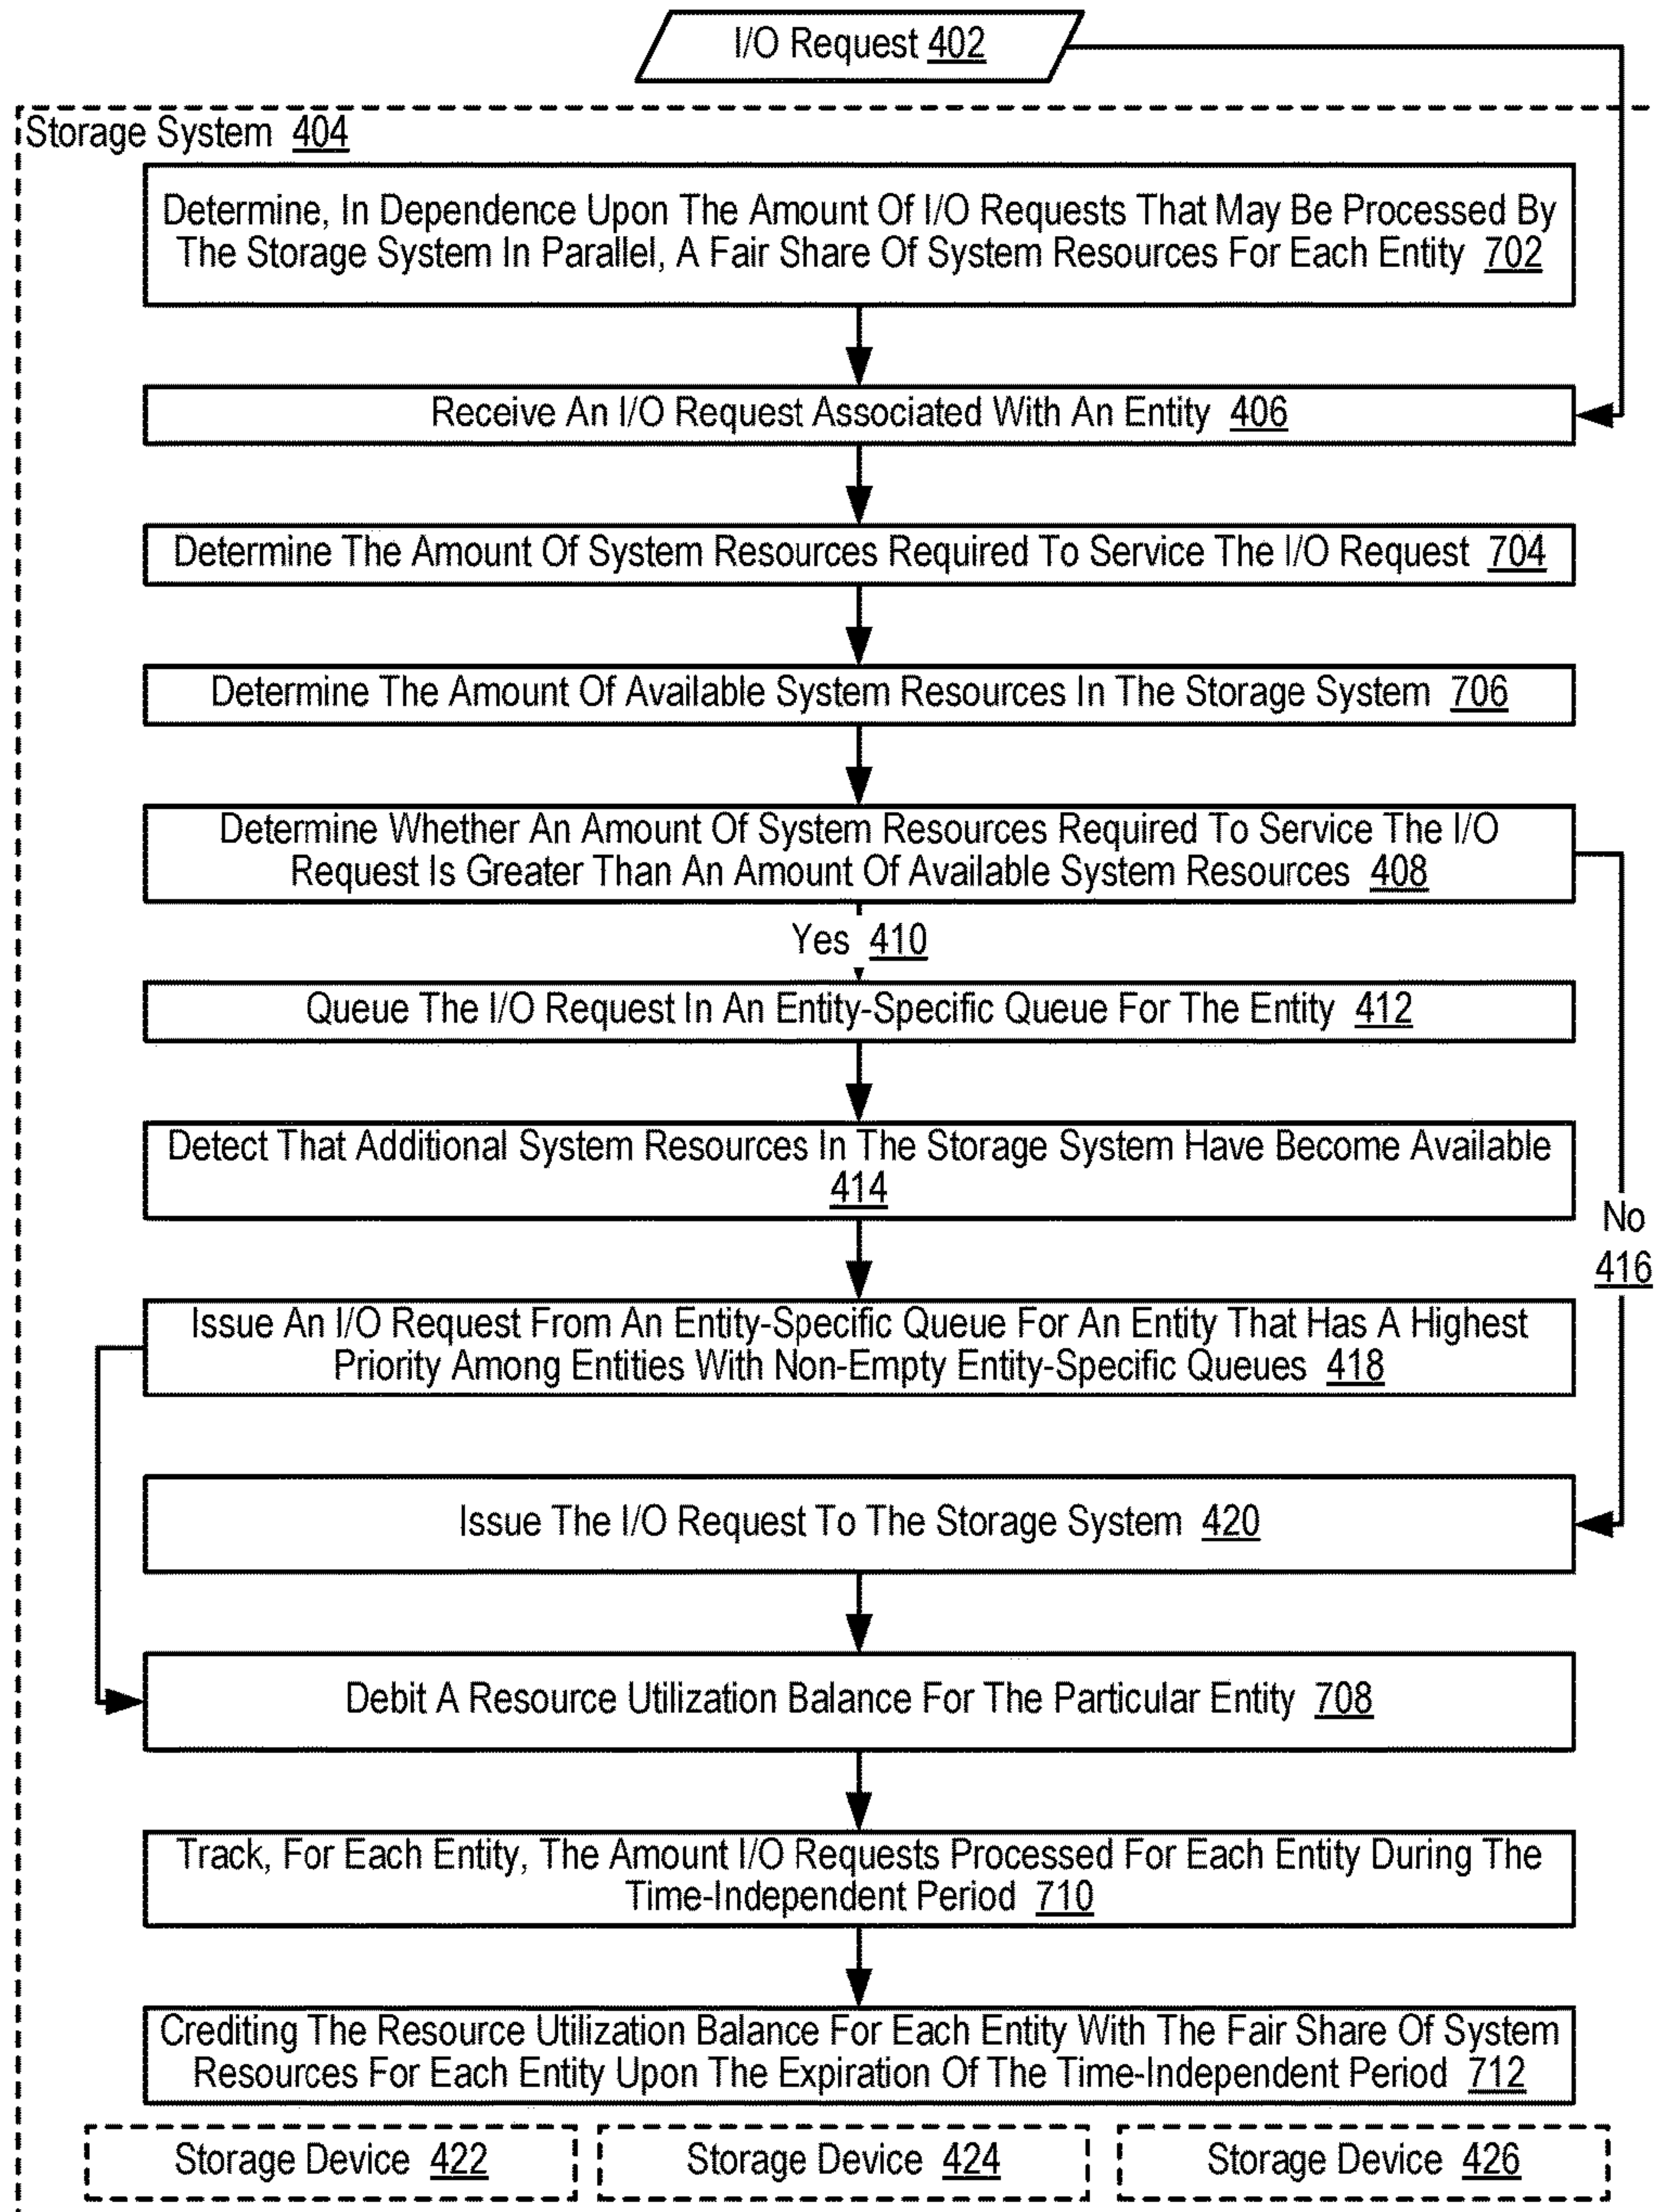 I/O Request 402
Storage System 404
Determine, In Dependence Upon The Amount Of I/O Requests That May Be Processed By
The Storage System In Parallel, A Fair Share Of System Resources For Each Entity 702
Receive An I/O Request Associated With An Entity 406
Determine The Amount Of System Resources Required To Service The I/O Request 704
Determine The Amount Of Available System Resources In The Storage System 706
Determine Whether An Amount Of System Resources Required To Service The I/O
Request Is Greater Than An Amount Of Available System Resources 408
Yes 410
Queue The I/O Request In An Entity-Specific Queue For The Entity 412
Detect That Additional System Resources In The Storage System Have Become Available
414
No
416
Issue An I/O Request From An Entity-Specific Queue For An Entity That Has A Highest
Priority Among Entities With Non-Empty Entity-Specific Queues 418
Issue The I/O Request To The Storage System 420
Debit A Resource Utilization Balance For The Particular Entity 708
Track, For Each Entity, The Amount I/O Requests Processed For Each Entity During The
Time-Independent Period 710
Crediting The Resource Utilization Balance For Each Entity With The Fair Share Of System
Resources For Each Entity Upon The Expiration Of The Time-Independent Period 712
Storage Device 422
Storage Device 424
Storage Device 426